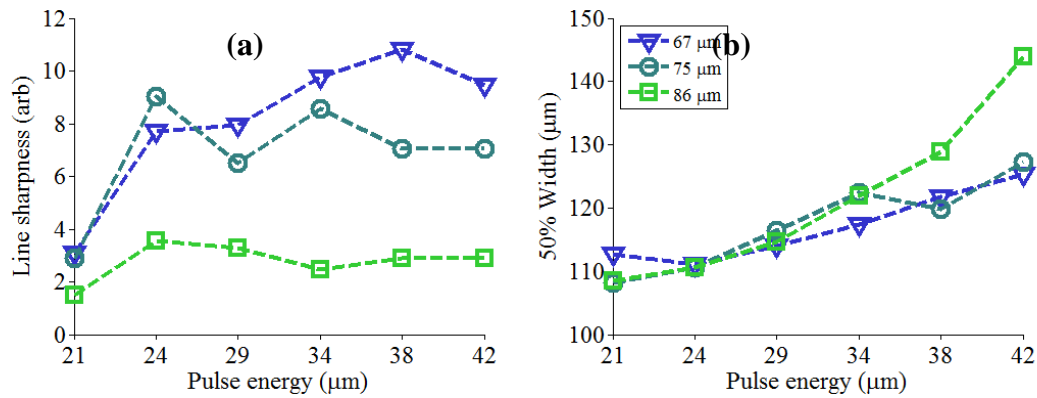 12
10
8
6
4
2
0
Line sharpness (arb)
(a)
21 24 29 34 38 42
Pulse energy (μm)
150
140
130
120
110
100
50% Width (μm)
(b)
67 μm
75 μm
86 μm
21 24 29 34 38 42
Pulse energy (μm)